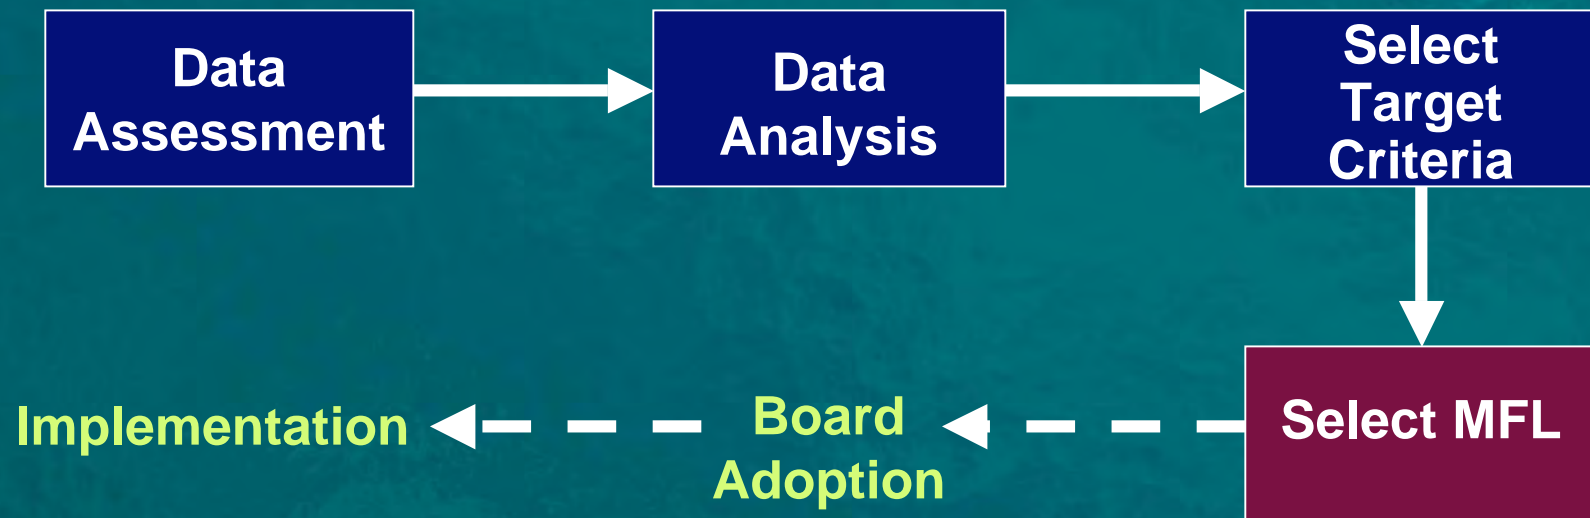 Data
Assessment
Data
Analysis
Select
Target
Criteria
Select MFL
Board
Adoption
Implementation